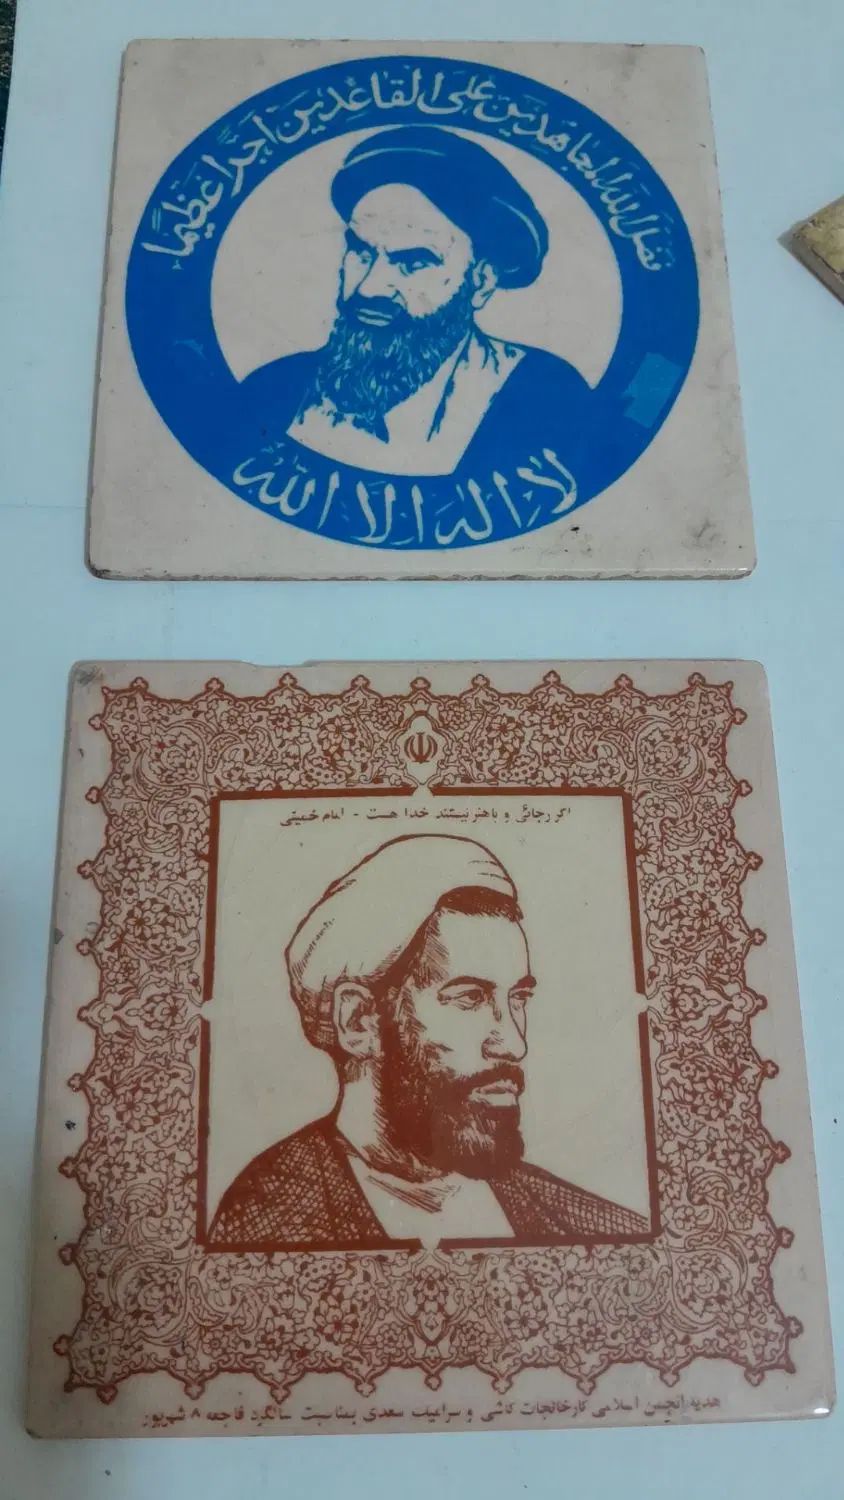 فضل الله المجاهدین علی القاعدین اجرا عظیما
لا اله الا الله
اگر رجائی و باهنر نیستند خدا هست - امام خمینی
هدیه انجمن اسلامی کارخانجات کاشی و سرامیک سعدی بمناسبت سالگرد فاجعه ۸ شهریور